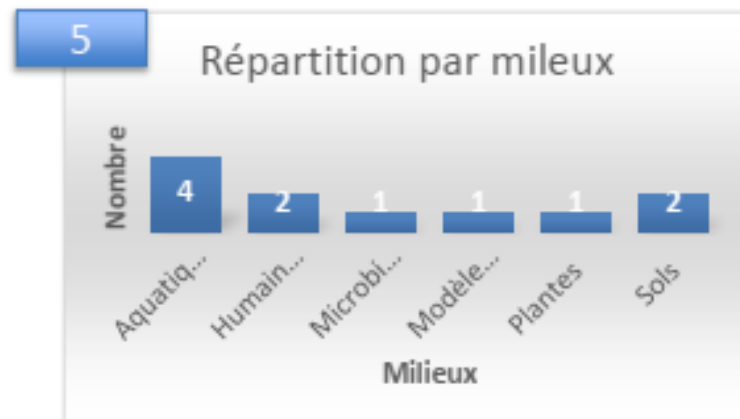 5
Répartition par mileux
Nombre
4 2 1 1 1 2
Aquatiq... Humain... Microbi... Modèle... Plantes Sols
Milieux